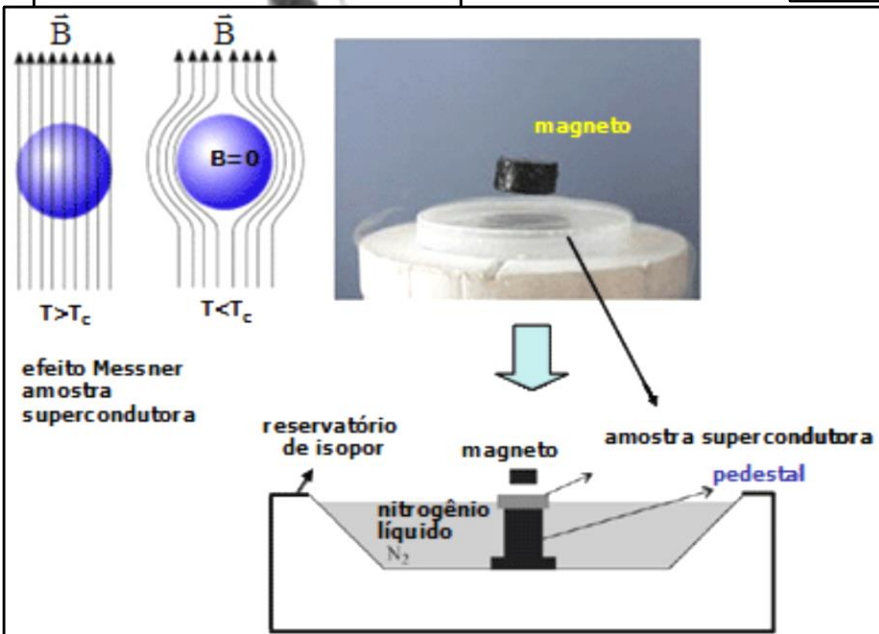 B
B
magneto
B=0
T>Tc
T<Tc
efeito Messner
amostra
supercondutora
reservatório
de isopor
magneto
amostra supercondutora
pedestal
nitrogênio
líquido
N2